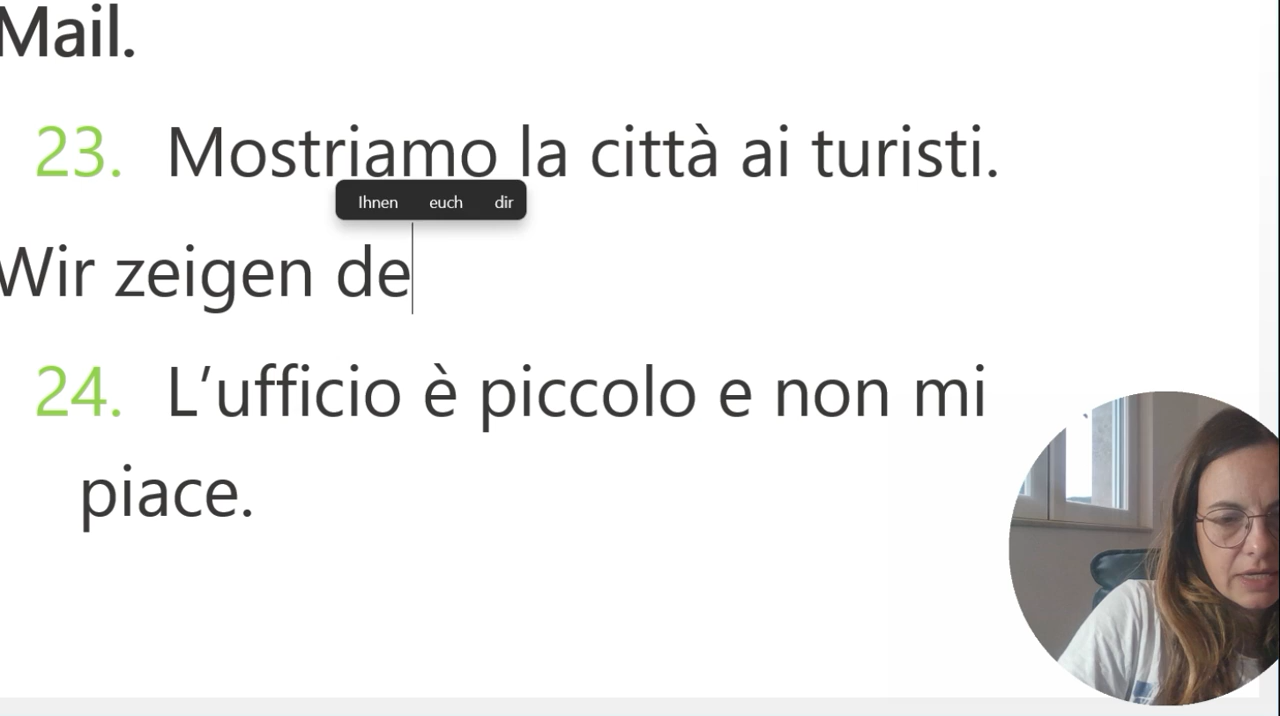 Mail.
23. Mostriamo la città ai turisti.
Ihnen euch dir
Wir zeigen de
24. L’ufficio è piccolo e non mi
piace.